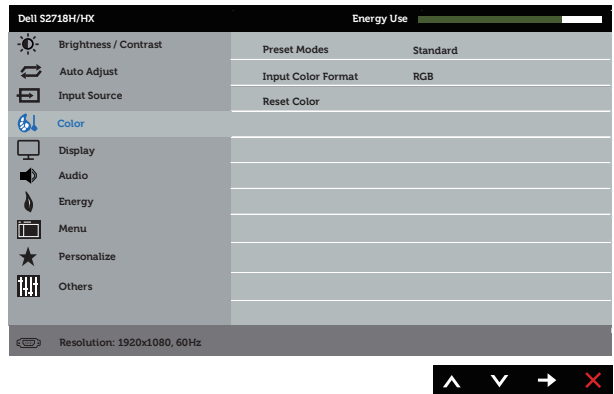 Dell S2718H/HX Energy Use
Brightness / Contrast
Auto Adjust
Input Source
Color
Display
Audio
Energy
Menu
Personalize
Others
Preset Modes Standard
Input Color Format RGB
Reset Color
Resolution: 1920x1080, 60Hz